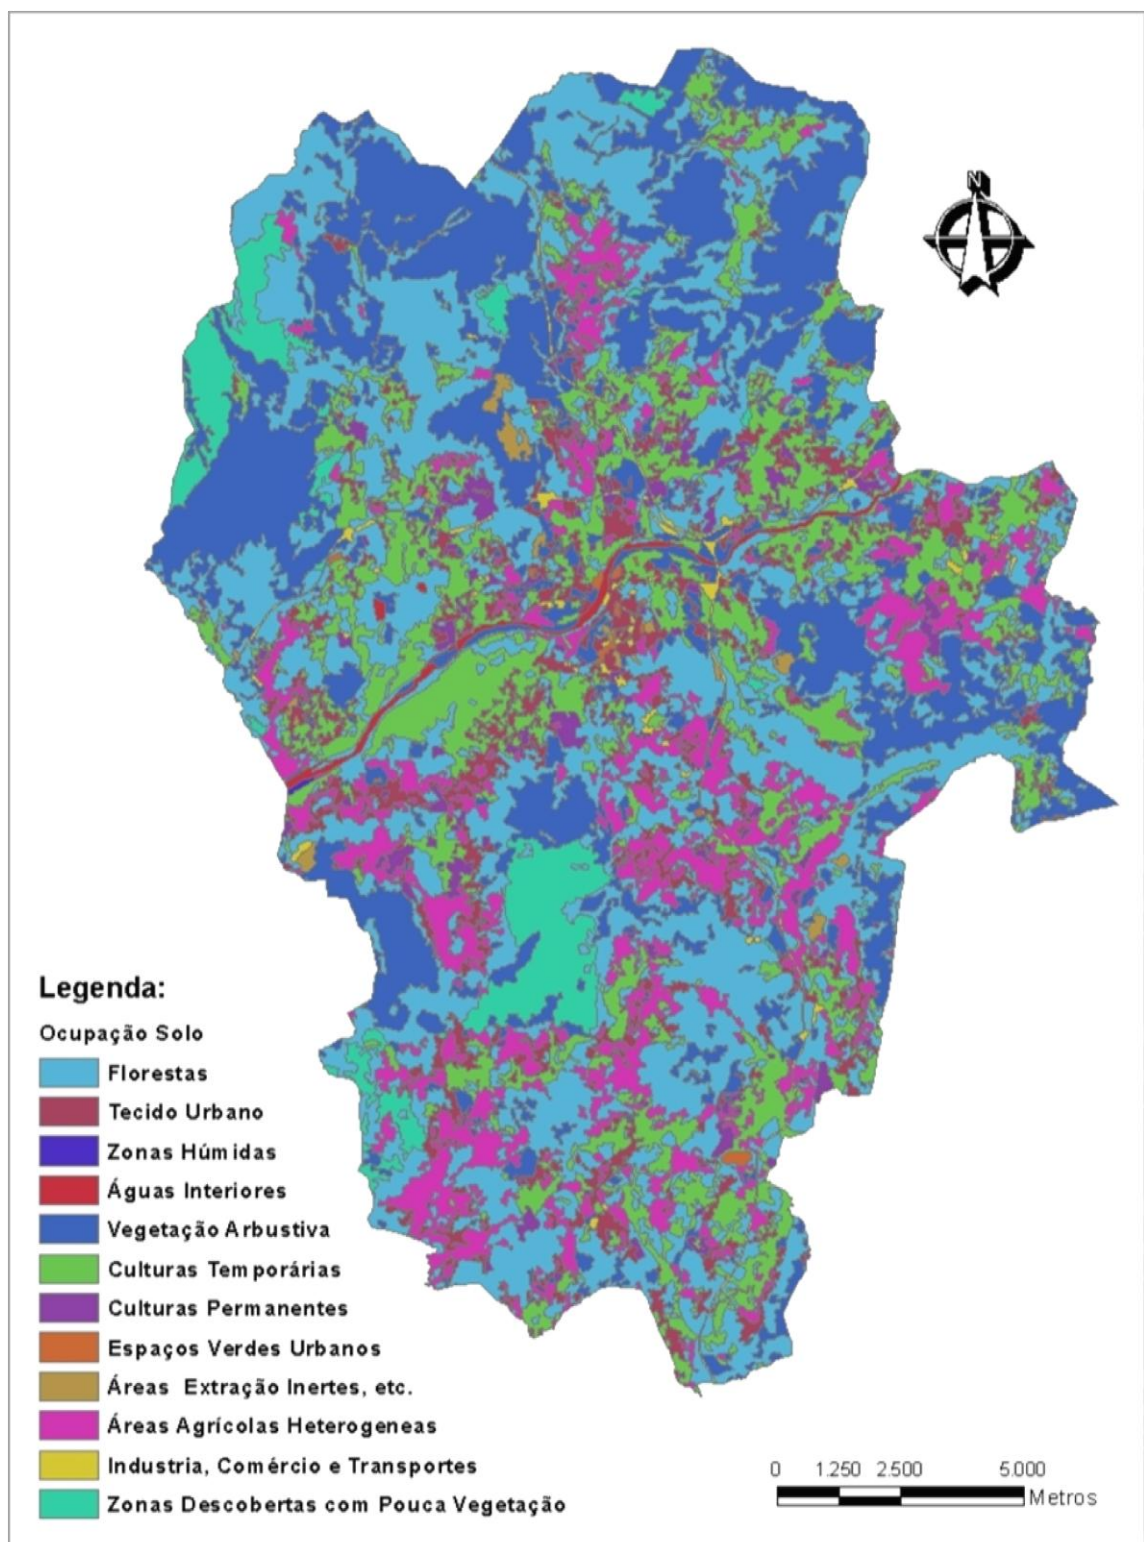 N
Legenda:
Ocupação Solo
Florestas
Tecido Urbano
Zonas Húmidas
Águas Interiores
Vegetação Arbustiva
Culturas Temporárias
Culturas Permanentes
Espaços Verdes Urbanos
Áreas Extração Inertes, etc.
Áreas Agrícolas Heterogeneas
Industria, Comércio e Transportes
Zonas Descobertas com Pouca Vegetação
0 1.250 2.500 5.000
Metros